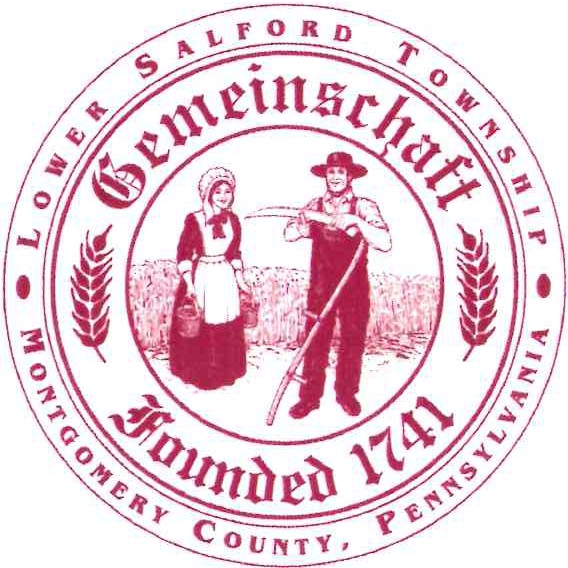 LOWER SALFORD TOWNSHIP
Gemeinschaft
Founded 1741
MONTGOMERY COUNTY, PENNSYLVANIA